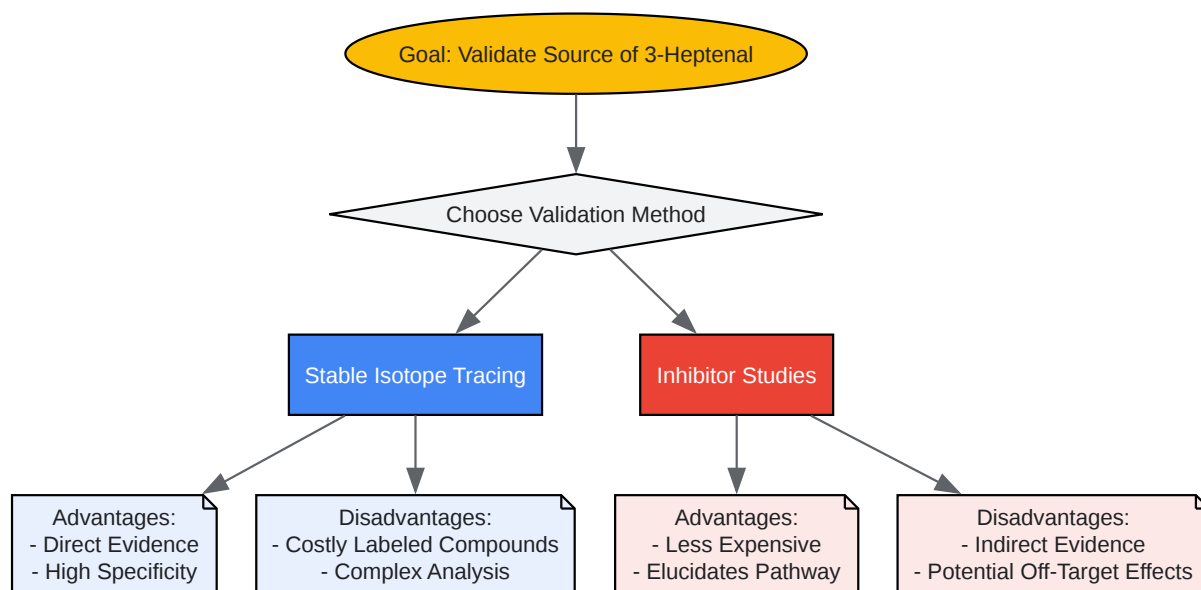 Goal: Validate Source of 3-Heptenal
Choose Validation Method
Stable Isotope Tracing
Inhibitor Studies
Advantages:
- Direct Evidence
- High Specificity
Disadvantages:
- Costly Labeled Compounds
- Complex Analysis
Advantages:
- Less Expensive
- Elucidates Pathway
Disadvantages:
- Indirect Evidence
- Potential Off-Target Effects